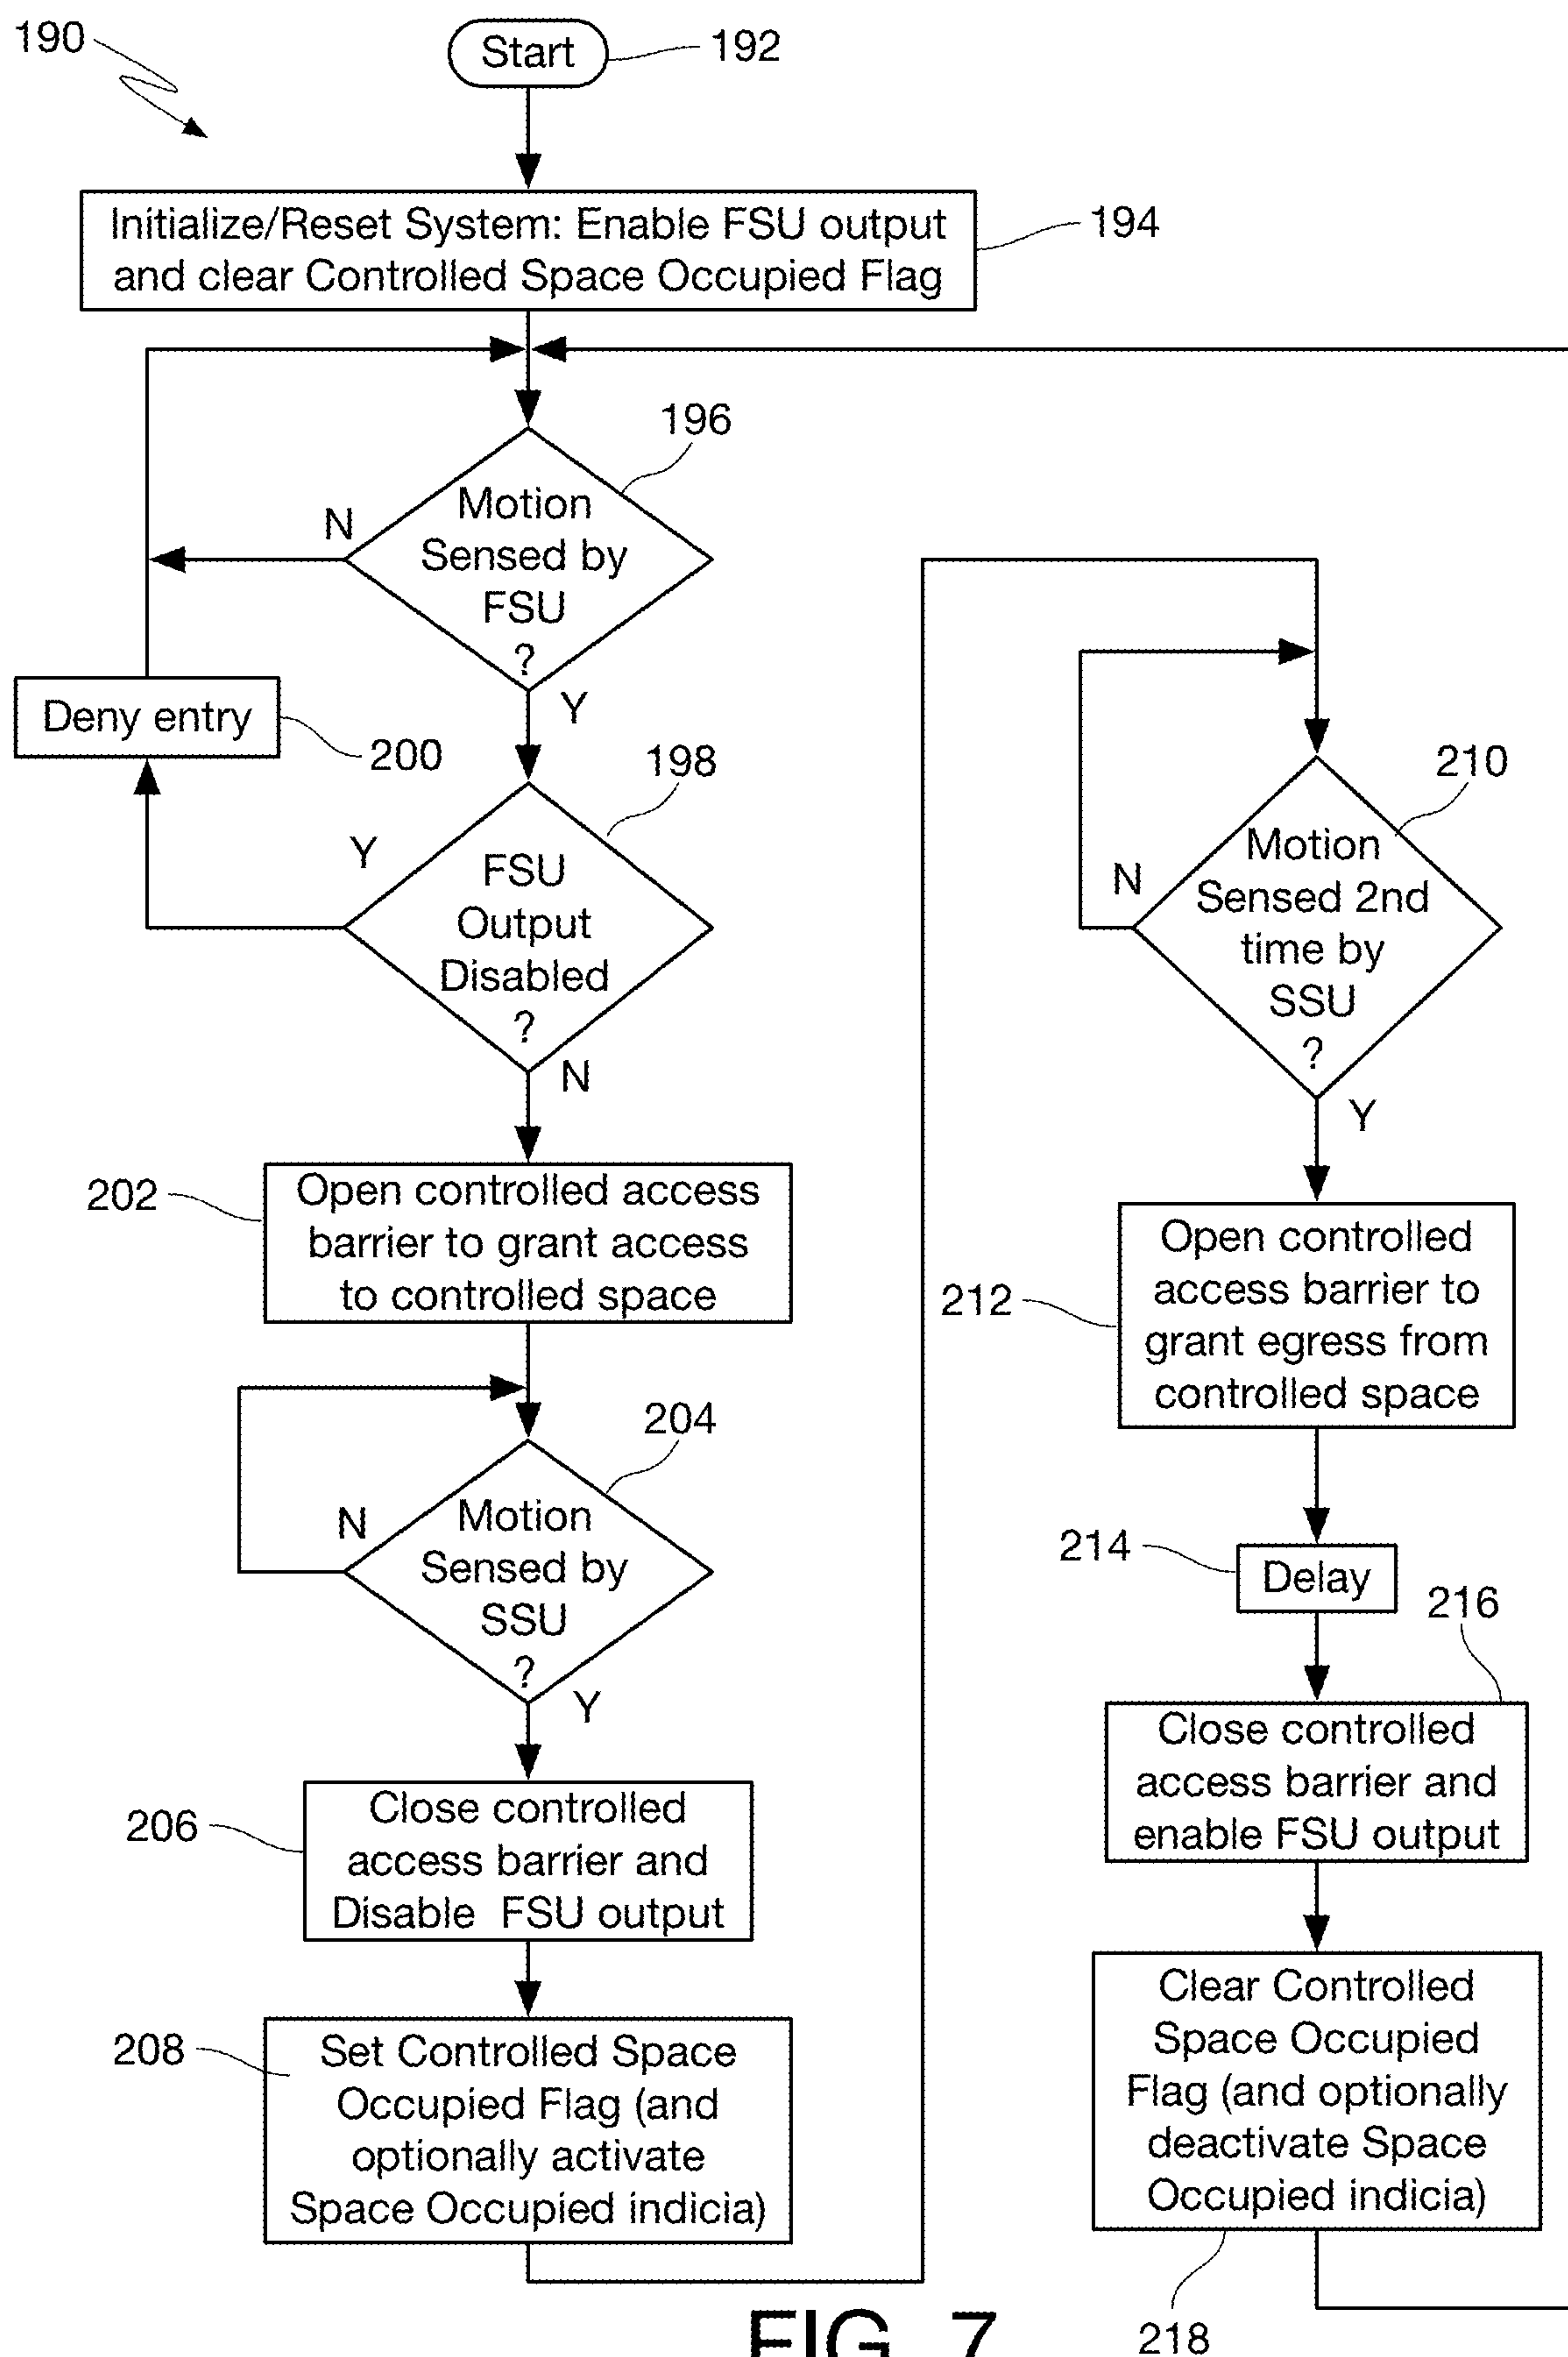 190
Start
192
Initialize/Reset System: Enable FSU output
and clear Controlled Space Occupied Flag
194
196
Motion
Sensed by
FSU
?
N
Y
Deny entry
200
198
FSU
Output
Disabled
?
Y
N
202
Open controlled access
barrier to grant access
to controlled space
204
Motion
Sensed by
SSU
?
N
Y
206
Close controlled
access barrier and
Disable FSU output
208
Set Controlled Space
Occupied Flag (and
optionally activate
Space Occupied indicia)
210
Motion
Sensed 2nd
time by
SSU
?
N
Y
212
Open controlled
access barrier to
grant egress from
controlled space
214
Delay
216
Close controlled
access barrier and
enable FSU output
Clear Controlled
Space Occupied
Flag (and optionally
deactivate Space
Occupied indicia)
218
FIG. 7